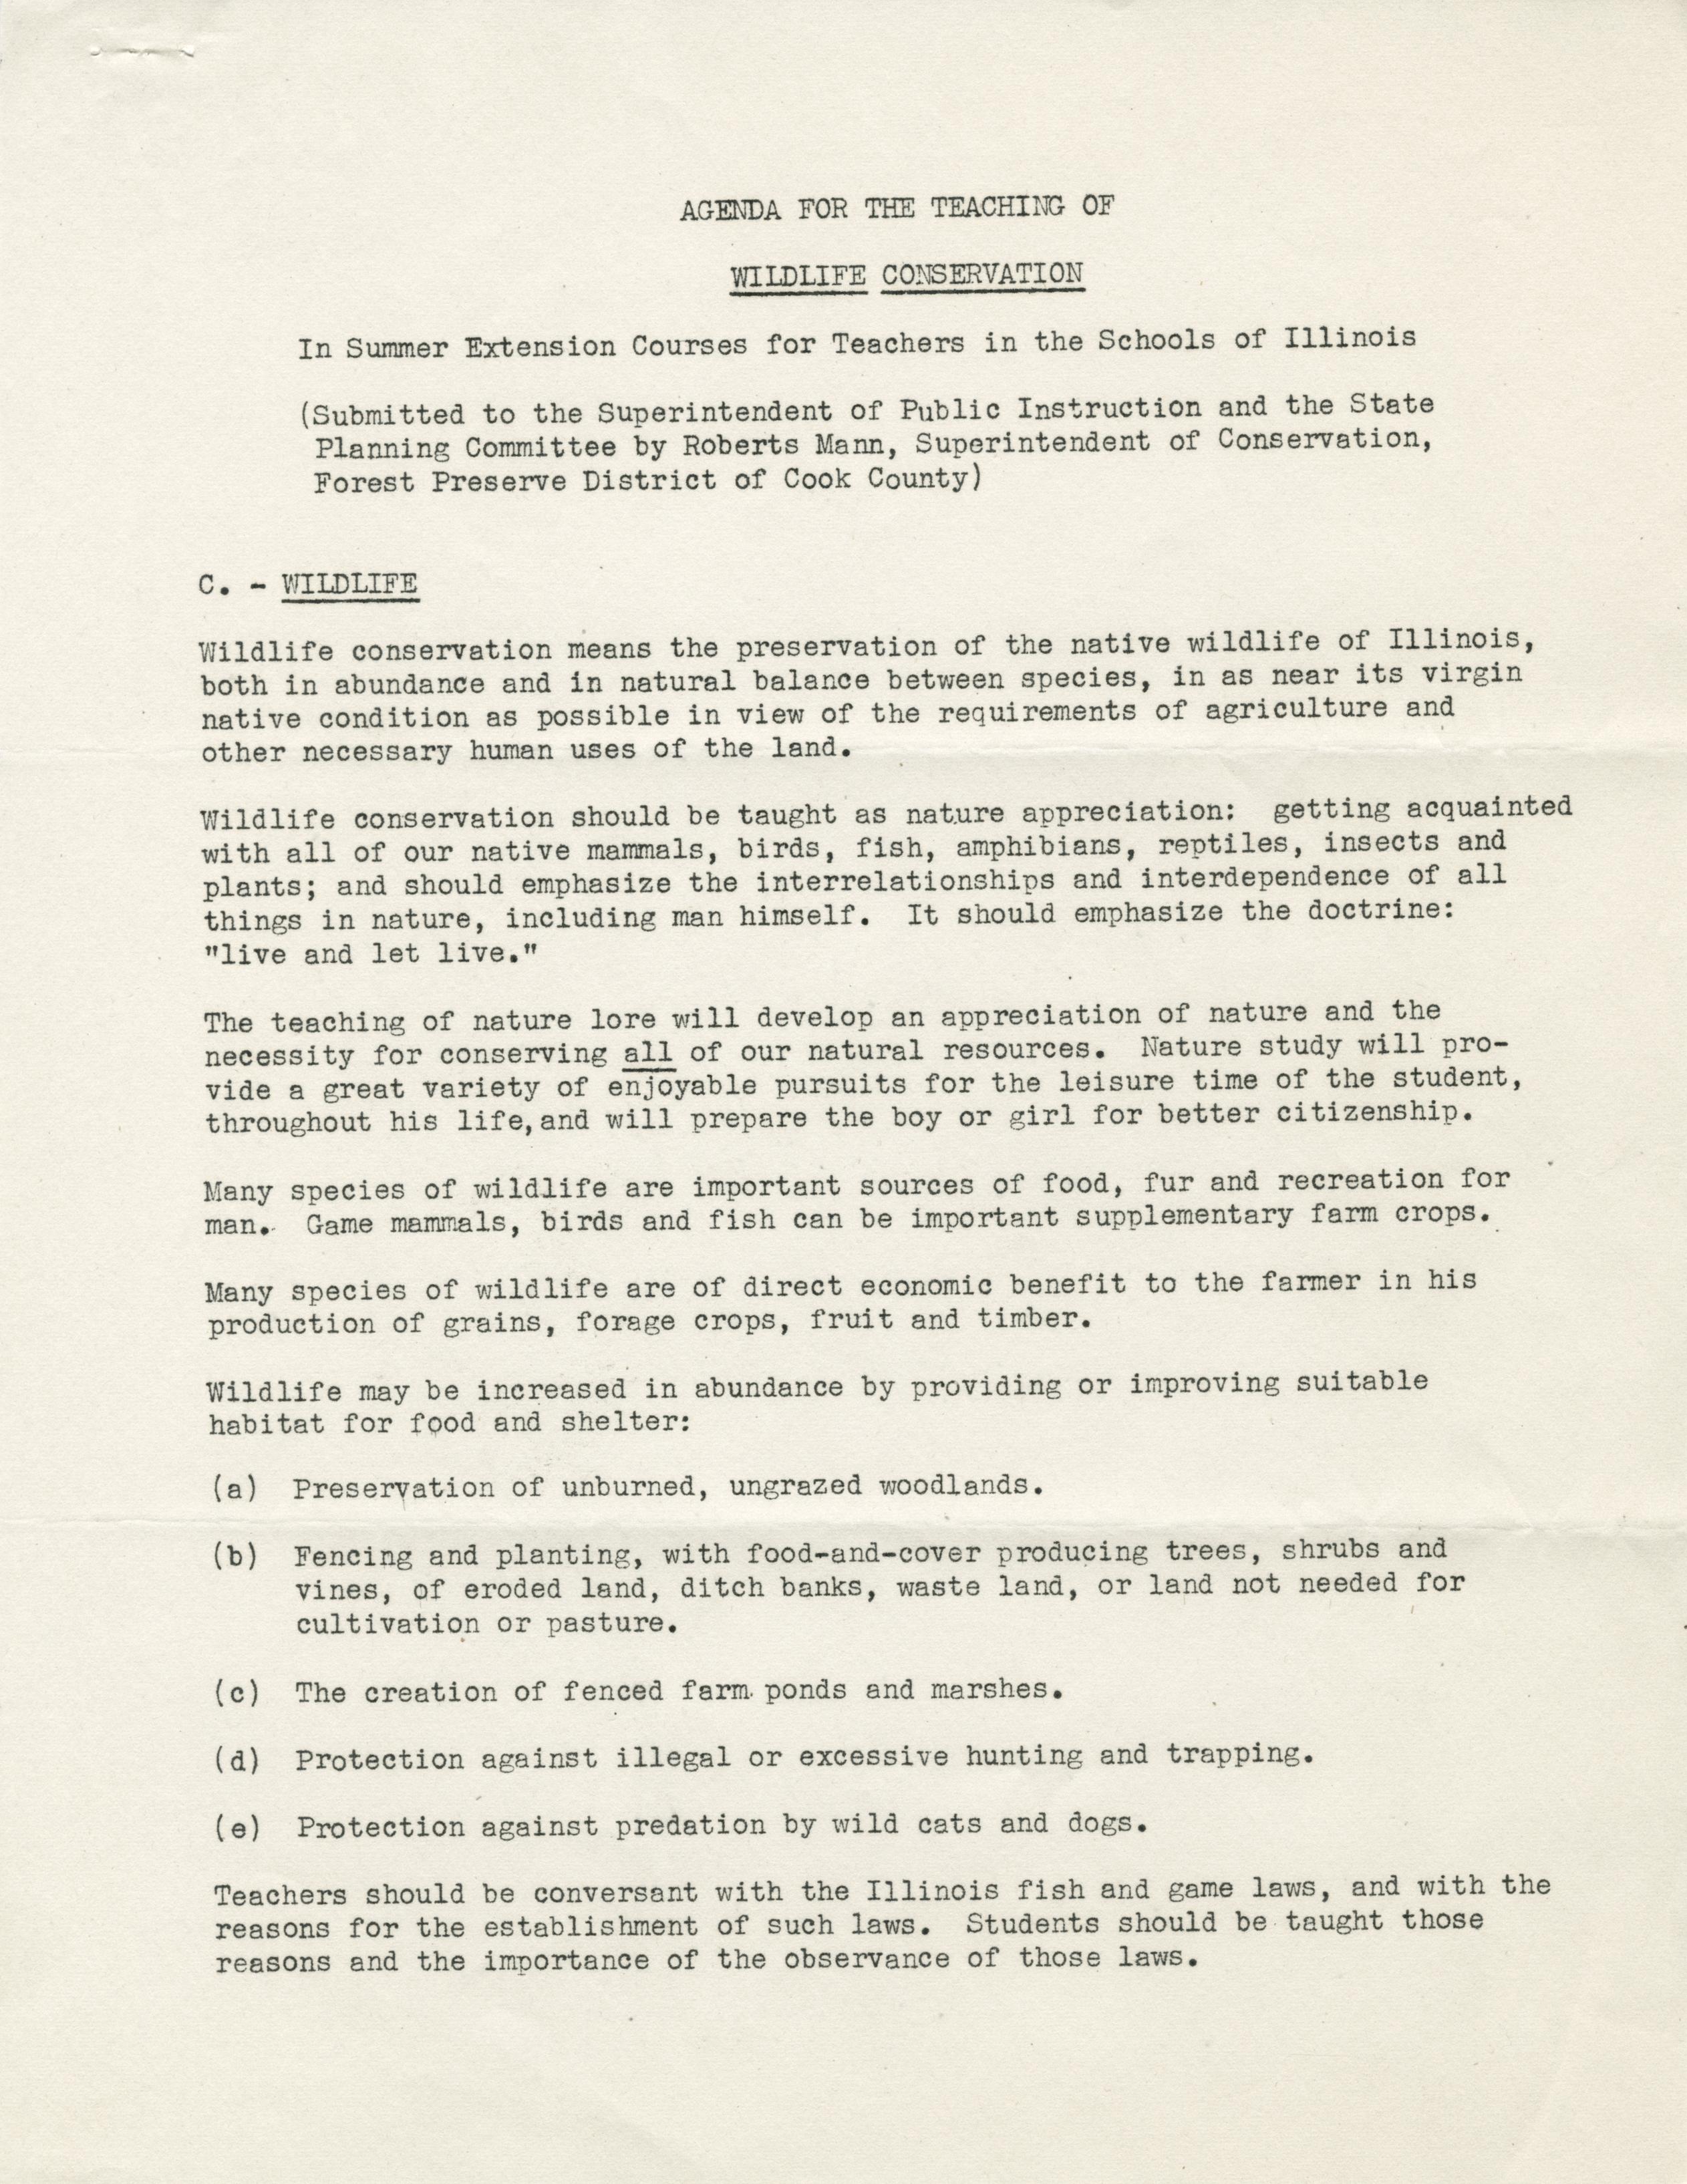 AGENDA FOR THE TEACHING OF
WILDLIFE CONSERVATION
In Summer Extension Courses for Teachers in the Schools of Illinois
(Submitted to the Superintendent of Public Instruction and the State
Planning Committee by Roberts Mann, Superintendent of Conservation,
Forest Preserve District of Cook County)
C. - WILDLIFE
Wildlife conservation means the preservation of the native wildlife of Illinois,
both in abundance and in natural balance between species, in as near its virgin
native condition as possible in view of the requirements of agriculture and
other necessary human uses of the land.
Wildlife conservation should be taught as nature appreciation: getting acquainted
with all of our native mammals, birds, fish, amphibians, reptiles, insects and
plants; and should emphasize the interrelationships and interdependence of all
things in nature, including man himself. It should emphasize the doctrine:
"live and let live."
The teaching of nature lore will develop an appreciation of nature and the
necessity for conserving all of our natural resources. Nature study will pro-
vide a great variety of enjoyable pursuits for the leisure time of the student,
throughout his life,and will prepare the boy or girl for better citizenship.
Many species of wildlife are important sources of food, fur and recreation for
man. Game mammals, birds and fish can be important supplementary farm crops.
Many species of wildlife are of direct economic benefit to the farmer in his
production of grains, forage crops, fruit and timber.
Wildlife may be increased in abundance by providing or improving suitable
habitat for food and shelter:
(a) Preservation of unburned, ungrazed woodlands.
(b) Fencing and planting, with food-and-cover producing trees, shrubs and
vines, of eroded land, ditch banks, waste land, or land not needed for
cultivation or pasture.
(c) The creation of fenced farm ponds and marshes.
(d) Protection against illegal or excessive hunting and trapping.
(e) Protection against predation by wild cats and dogs.
Teachers should be conversant with the Illinois fish and game laws, and with the
reasons for the establishment of such laws. Students should be taught those
reasons and the importance of the observance of those laws.